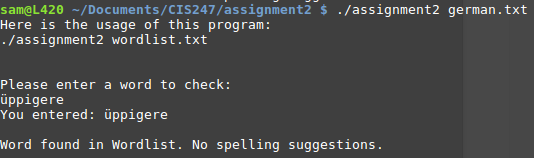 sam@L420 ~/Documents/CIS247/assignment2 $ ./assignment2 german.txt
Here is the usage of this program:
./assignment2 wordlist.txt
Please enter a word to check:
üppigere
You entered: üppigere
Word found in Wordlist. No spelling suggestions.